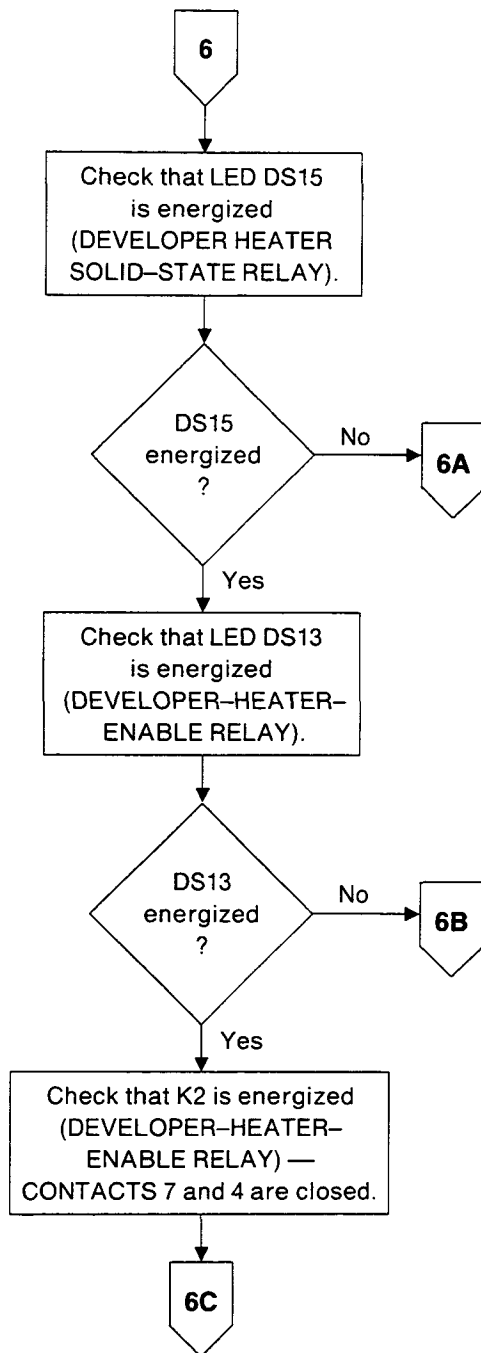 6
Check that LED DS15
is energized
(DEVELOPER HEATER
SOLID–STATE RELAY).
DS15
energized
?
No
6A
Yes
Check that LED DS13
is energized
(DEVELOPER–HEATER–
ENABLE RELAY).
DS13
energized
?
No
6B
Yes
Check that K2 is energized
(DEVELOPER–HEATER–
ENABLE RELAY) —
CONTACTS 7 and 4 are closed.
6C